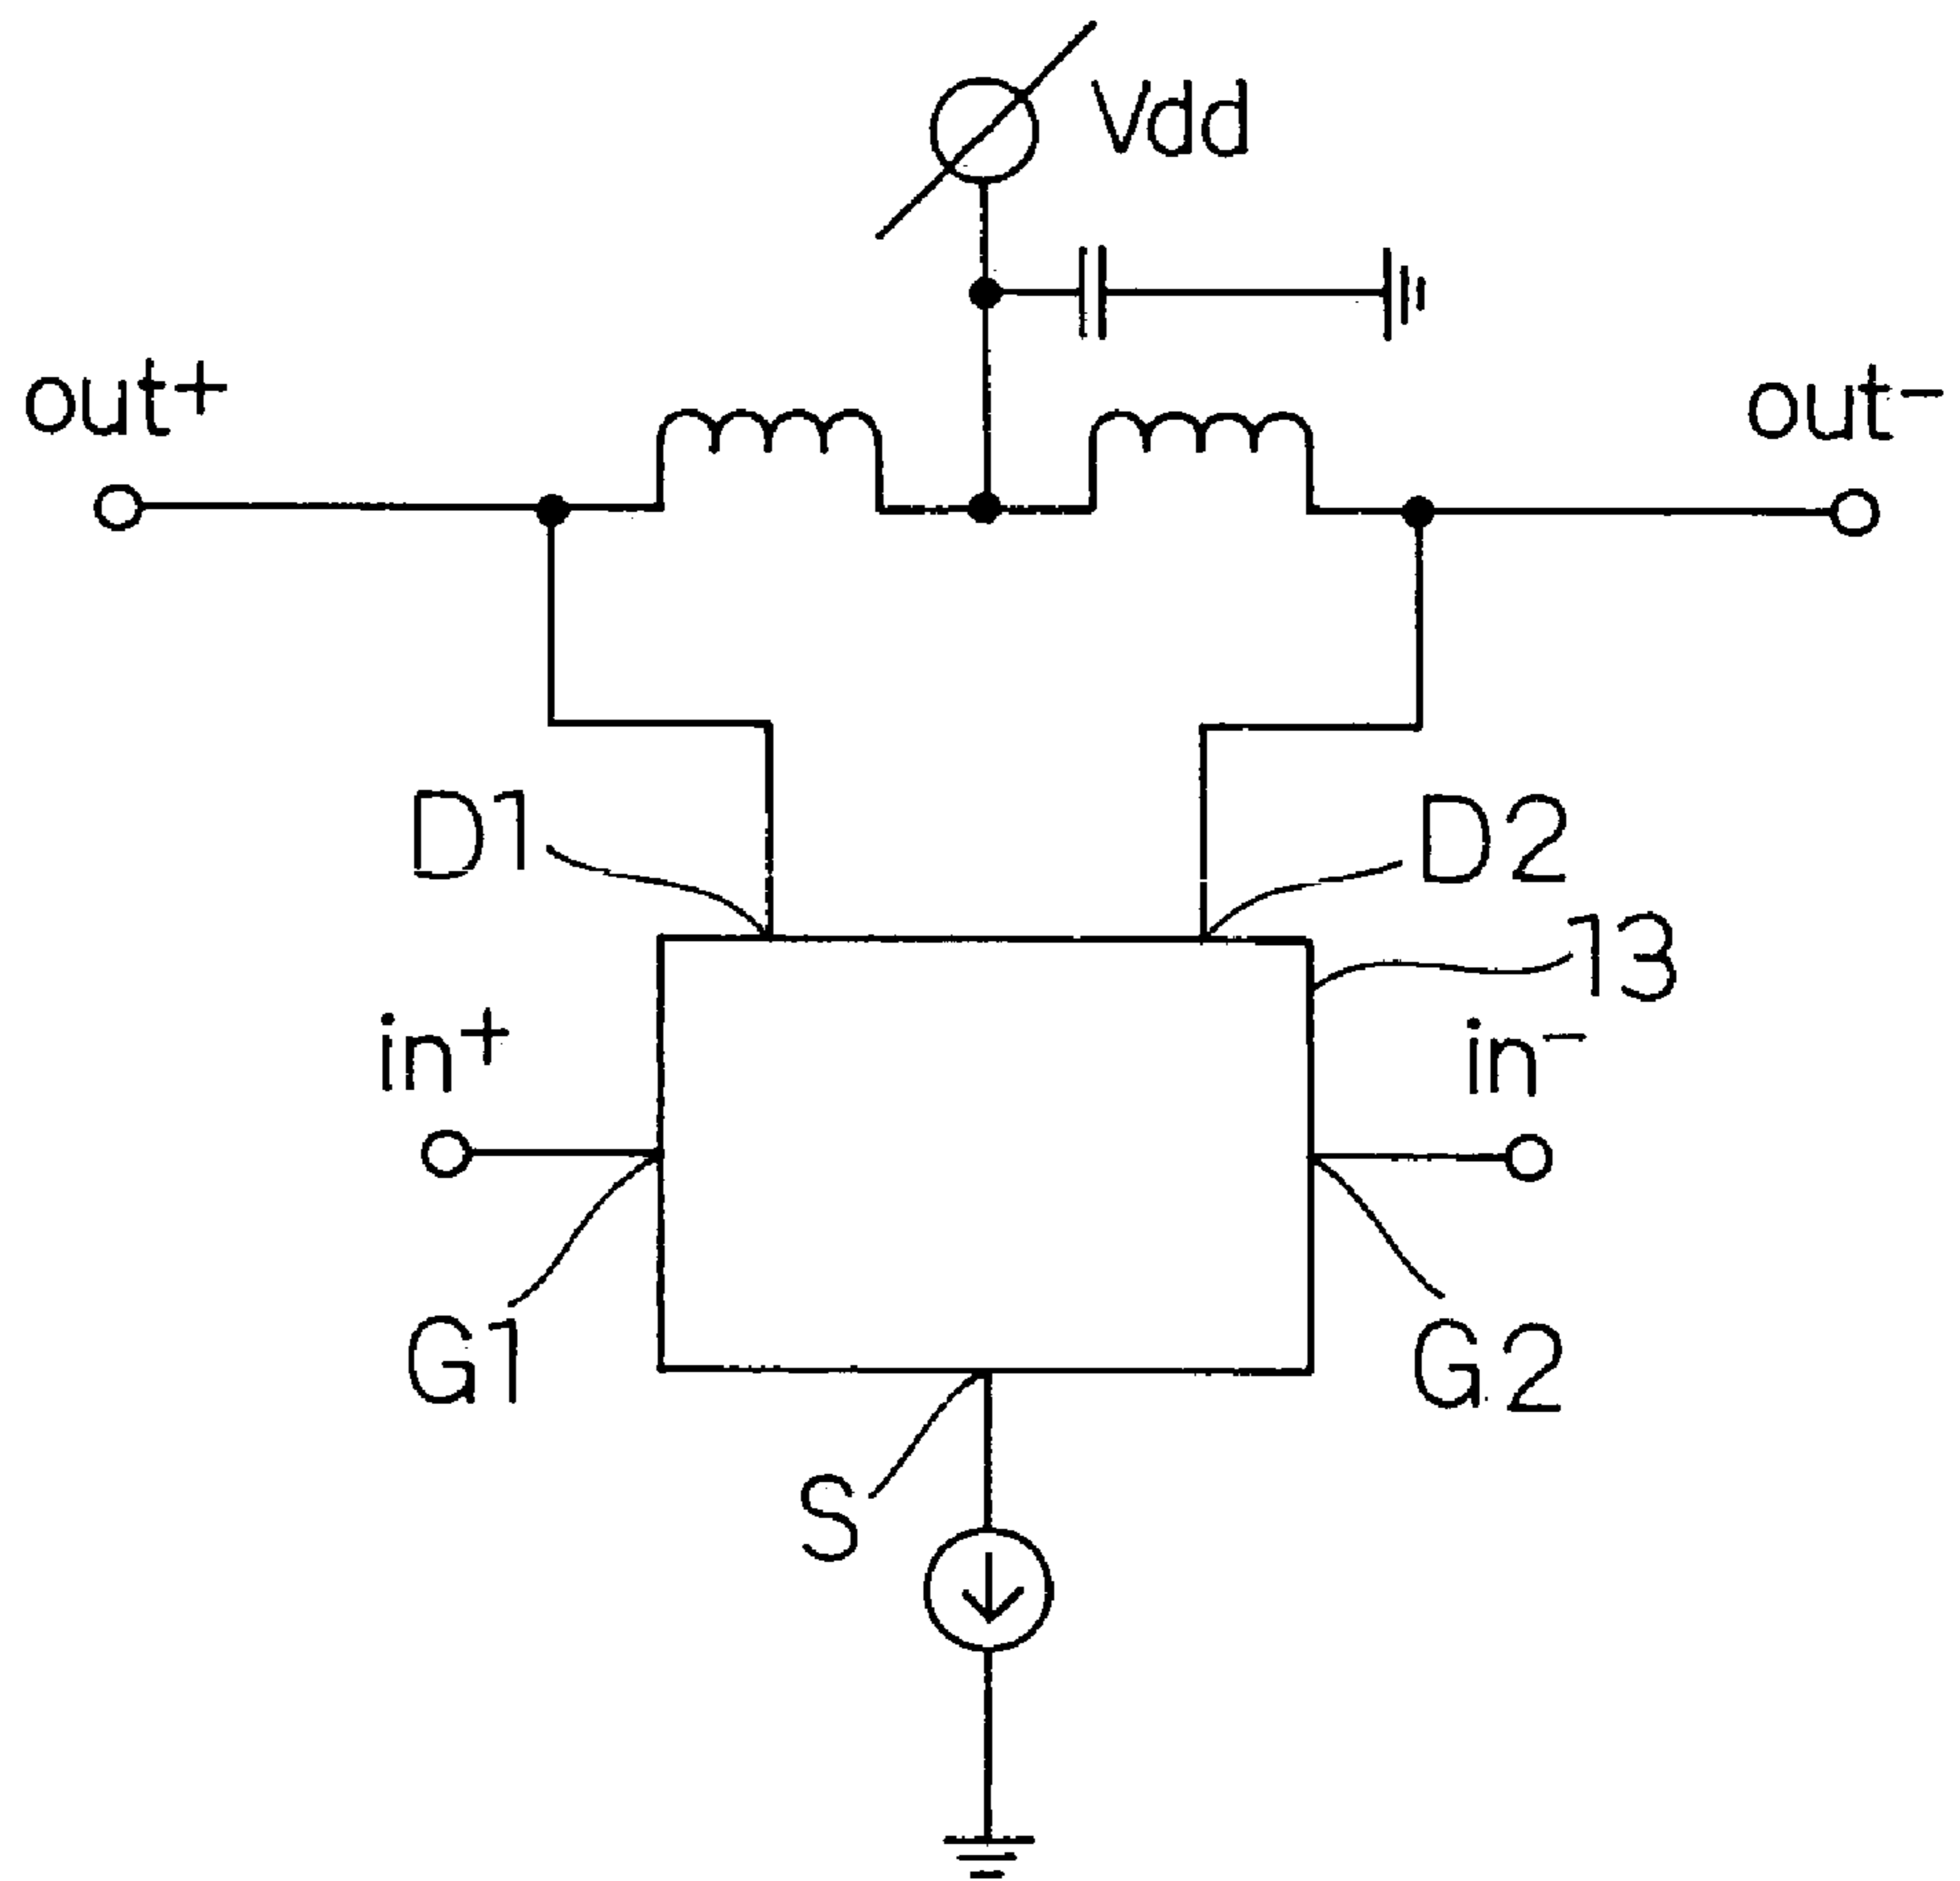 Vdd
out+
out-
D1
D2
13
in+
in-
G1
G2
S